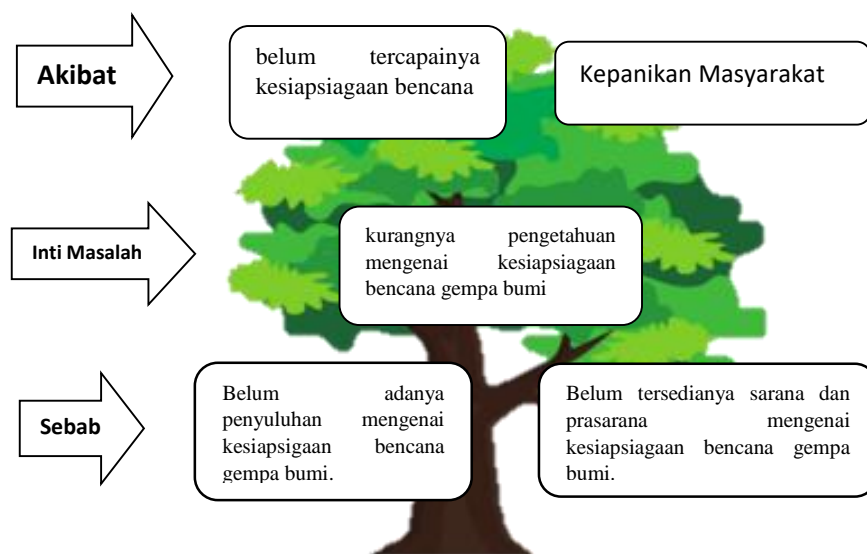 Akibat
belum tercapainya
kesiapsiagaan bencana
Kepanikan Masyarakat
Inti Masalah
kurangnya pengetahuan
mengenai kesiapsiagaan
bencana gempa bumi
Sebab
Belum adanya
penyuluhan mengenai
kesiapsigaan bencana
gempa bumi.
Belum tersedianya sarana dan
prasarana mengenai
kesiapsiagaan bencana gempa
bumi.